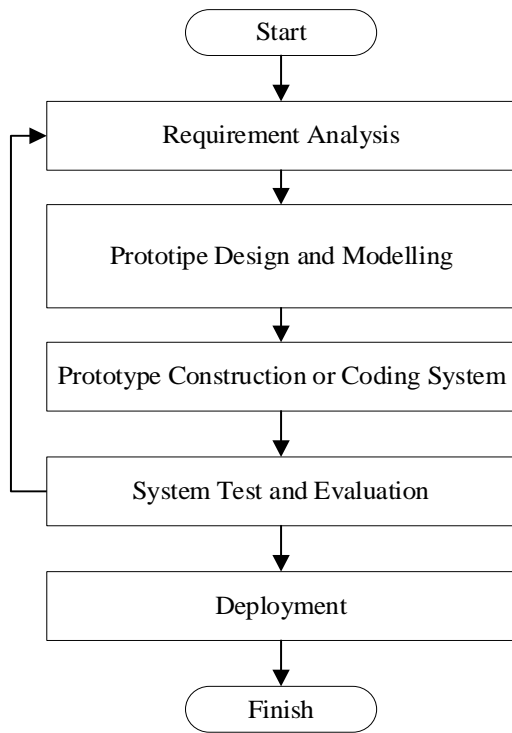 Start
Requirement Analysis
Prototipe Design and Modelling
Prototype Construction or Coding System
System Test and Evaluation
Deployment
Finish